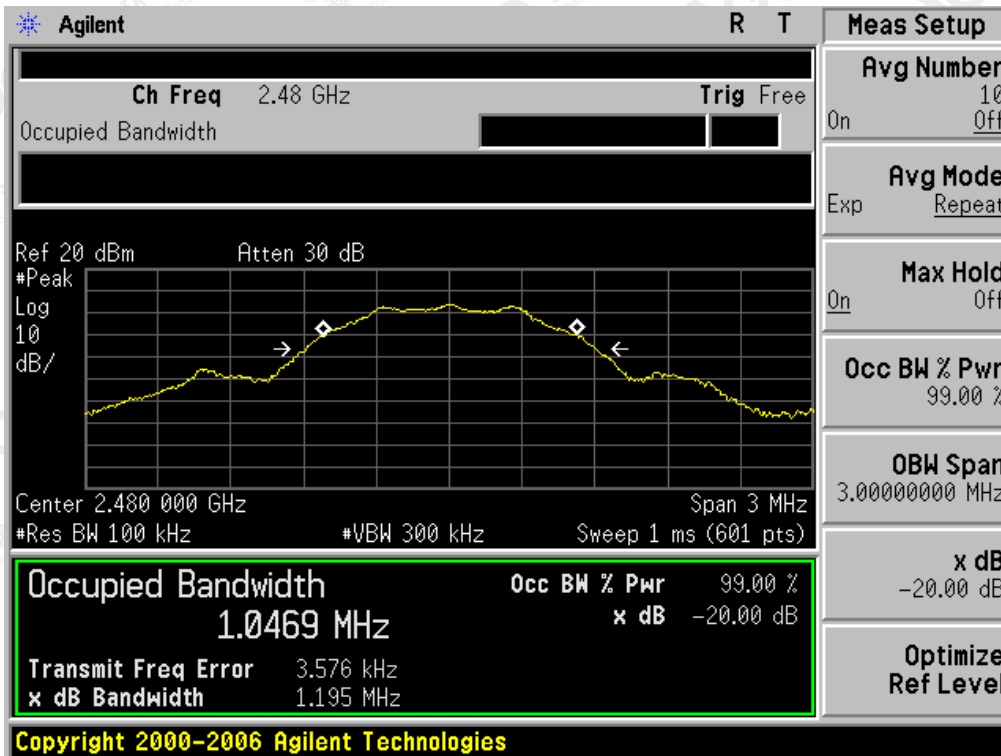 Agilent R T
Ch Freq 2.48 GHz Trig Free
Occupied Bandwidth
Ref 20 dBm Atten 30 dB
#Peak
Log
10
dB/
Center 2.480 000 GHz Span 3 MHz
#Res BW 100 kHz #VBW 300 kHz Sweep 1 ms (601 pts)
Occupied Bandwidth Occ BW % Pwr 99.00 %
1.0469 MHz x dB -20.00 dB
Transmit Freq Error 3.576 kHz
x dB Bandwidth 1.195 MHz
Copyright 2000-2006 Agilent Technologies
Meas Setup
Avg Number
10
On Off
Avg Mode
Exp Repeat
Max Hold
On Off
Occ BW % Pwr
99.00 %
OBW Span
3.00000000 MHz
x dB
-20.00 dB
Optimize
Ref Level